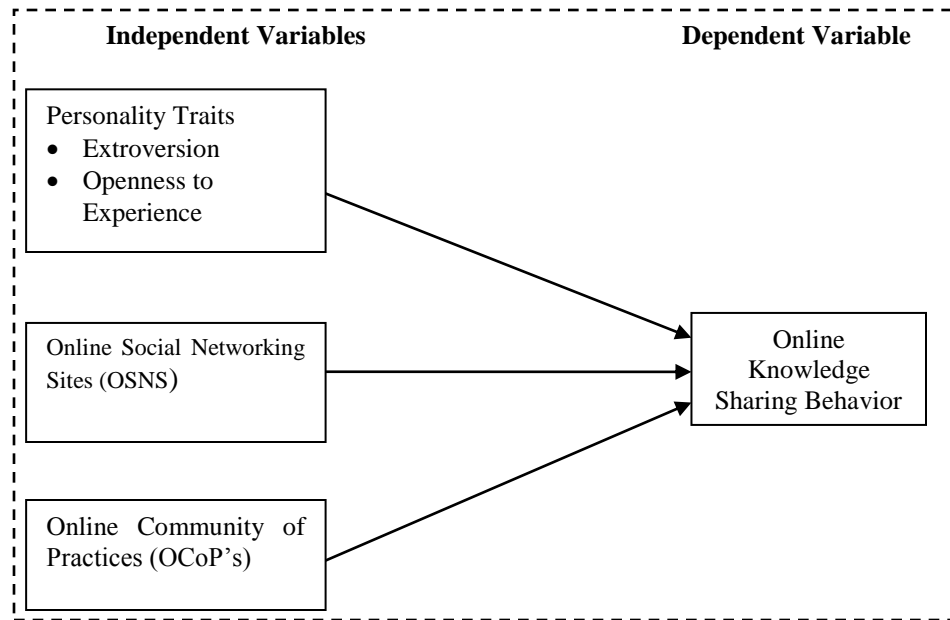 Independent Variables
Dependent Variable
Personality Traits
• Extroversion
• Openness to
Experience
Online Social Networking
Sites (OSNS)
Online
Knowledge
Sharing Behavior
Online Community of
Practices (OCoP’s)